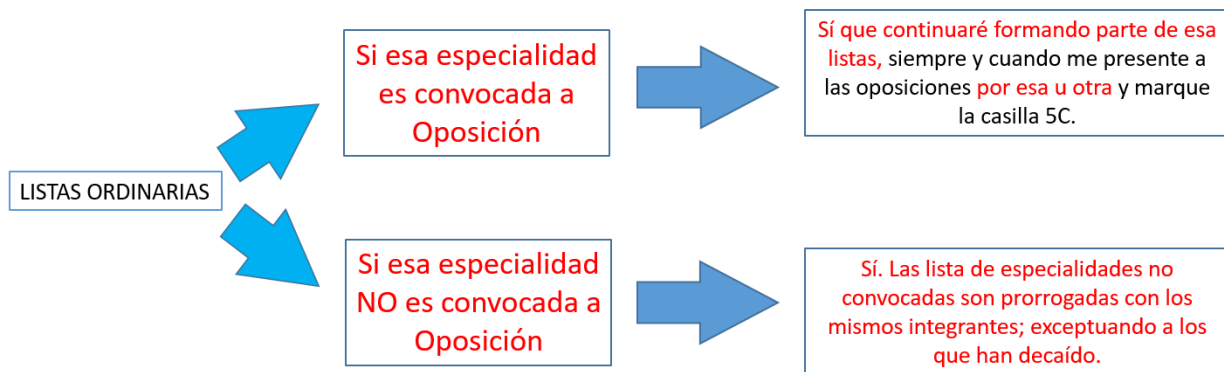 LISTAS ORDINARIAS
Si esa especialidad
es convocada a
Oposición
Sí que continuaré formando parte de esa
listas, siempre y cuando me presente a
las oposiciones por esa u otra y marque
la casilla 5C.
Si esa especialidad
NO es convocada a
Oposición
Sí. Las lista de especialidades no
convocadas son prorrogadas con los
mismos integrantes; exceptuando a los
que han decaído.